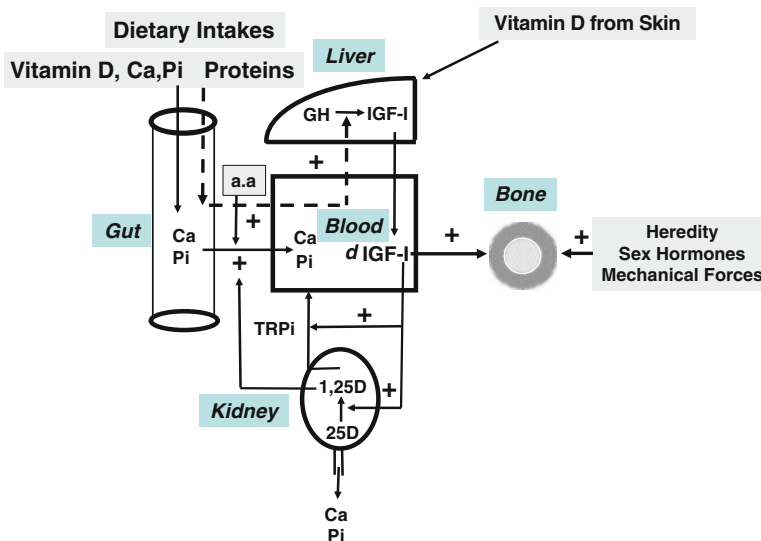 Dietary Intakes
Vitamin D, Ca,Pi Proteins
Vitamin D from Skin
Liver
GH IGF-I
+
a.a
Gut
+
Ca
Pi
+
Ca
Pi
Blood
d IGF-I
+
Bone
+
Heredity
Sex Hormones
Mechanical Forces
TRPi
+
Kidney
1,25D
+
25D
Ca
Pi